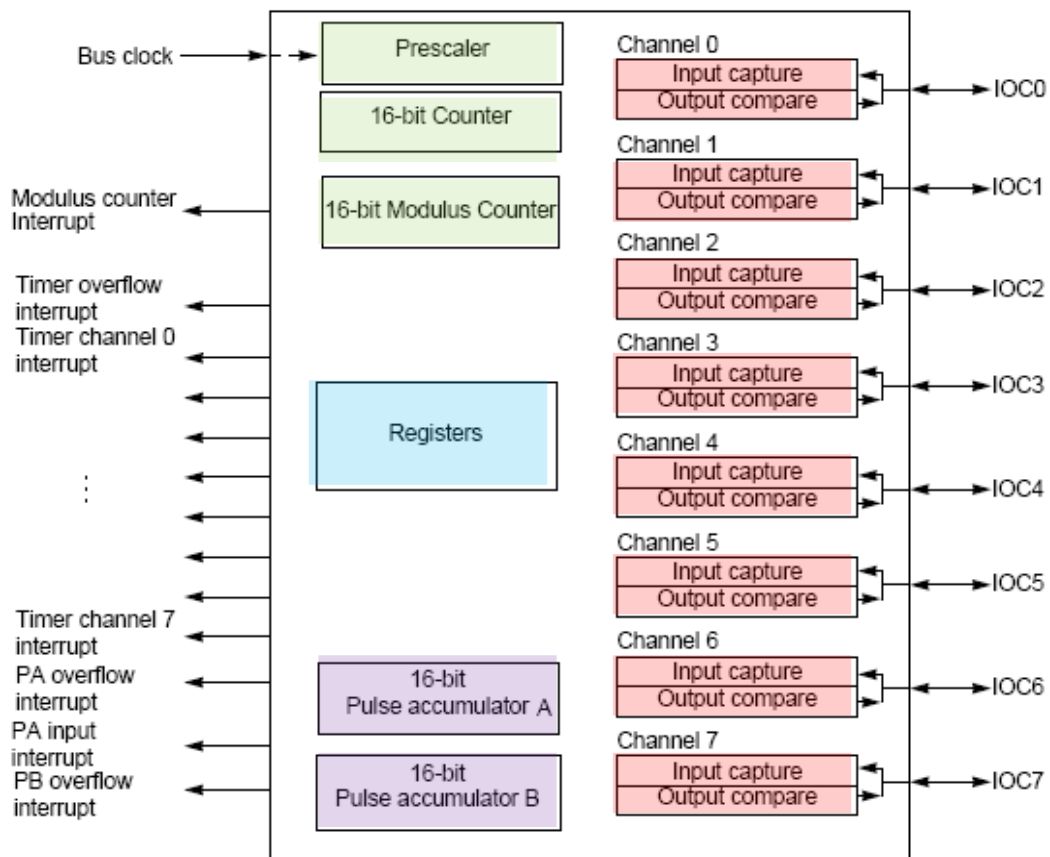 Bus clock
Modulus counter
Interrupt
Timer overflow
interrupt
Timer channel 0
interrupt
Timer channel 7
interrupt
PA overflow
interrupt
PA input
interrupt
PB overflow
interrupt
Prescaler
16-bit Counter
16-bit Modulus Counter
Registers
16-bit
Pulse accumulator A
16-bit
Pulse accumulator B
Channel 0
Input capture
Output compare
IOC0
Channel 1
Input capture
Output compare
IOC1
Channel 2
Input capture
Output compare
IOC2
Channel 3
Input capture
Output compare
IOC3
Channel 4
Input capture
Output compare
IOC4
Channel 5
Input capture
Output compare
IOC5
Channel 6
Input capture
Output compare
IOC6
Channel 7
Input capture
Output compare
IOC7